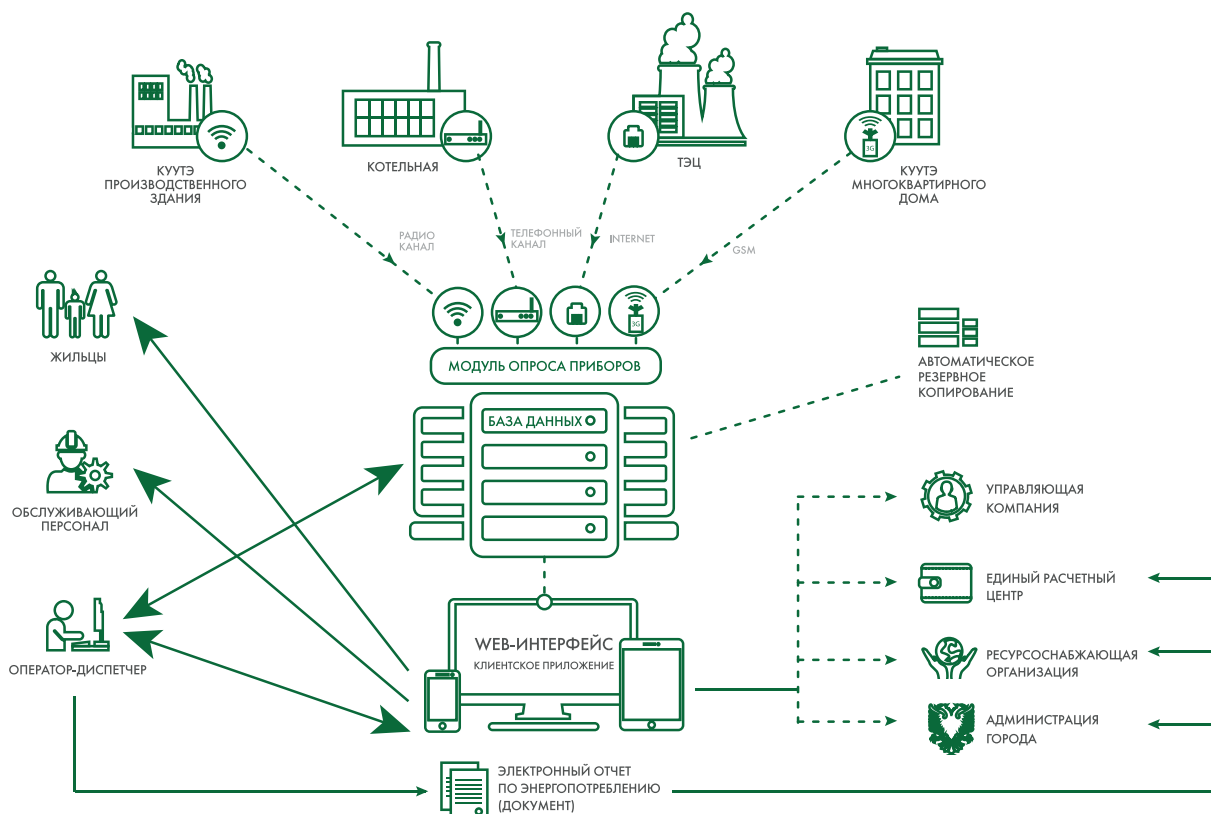 КУУТЭ
ПРОИЗВОДСТВЕННОГО
ЗДАНИЯ
КОТЕЛЬНАЯ
ТЭЦ
3G
КУУТЭ
МНОГОКВАРТИРНОГО
ДОМА
РАДИО
КАНАЛ
ТЕЛЕФОННЫЙ
КАНАЛ
INTERNET
GSM
3G
ЖИЛЬЦЫ
МОДУЛЬ ОПРОСА ПРИБОРОВ
АВТОМАТИЧЕСКОЕ
РЕЗЕРВНОЕ
КОПИРОВАНИЕ
БАЗА ДАННЫХ
ОБСЛУЖИВАЮЩИЙ
ПЕРСОНАЛ
УПРАВЛЯЮЩАЯ
КОМПАНИЯ
ЕДИНЫЙ РАСЧЕТНЫЙ
ЦЕНТР
ОПЕРАТОР-ДИСПЕТЧЕР
WEB-ИНТЕРФЕЙС
КЛИЕНТСКОЕ ПРИЛОЖЕНИЕ
РЕСУРСОСНАБЖАЮЩАЯ
ОРГАНИЗАЦИЯ
АДМИНИСТРАЦИЯ
ГОРОДА
ЭЛЕКТРОННЫЙ ОТЧЕТ
ПО ЭНЕРГОПОТРЕБЛЕНИЮ
(ДОКУМЕНТ)